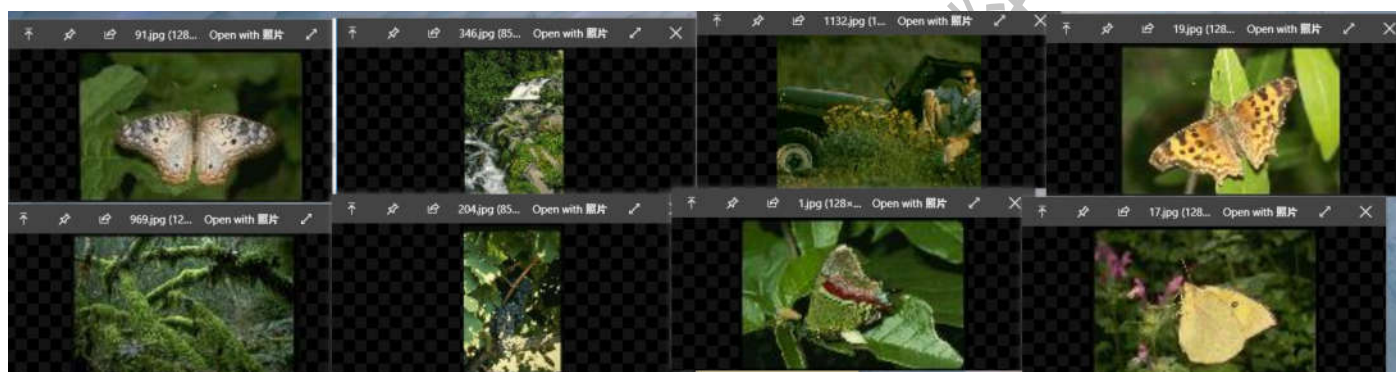 91.jpg (128... Open with 照片
346.jpg (85... Open with 照片
1132.jpg (1... Open with 照片
19.jpg (128... Open with 照片
969.jpg (12... Open with 照片
204.jpg (85... Open with 照片
1.jpg (128×... Open with 照片
17.jpg (128... Open with 照片